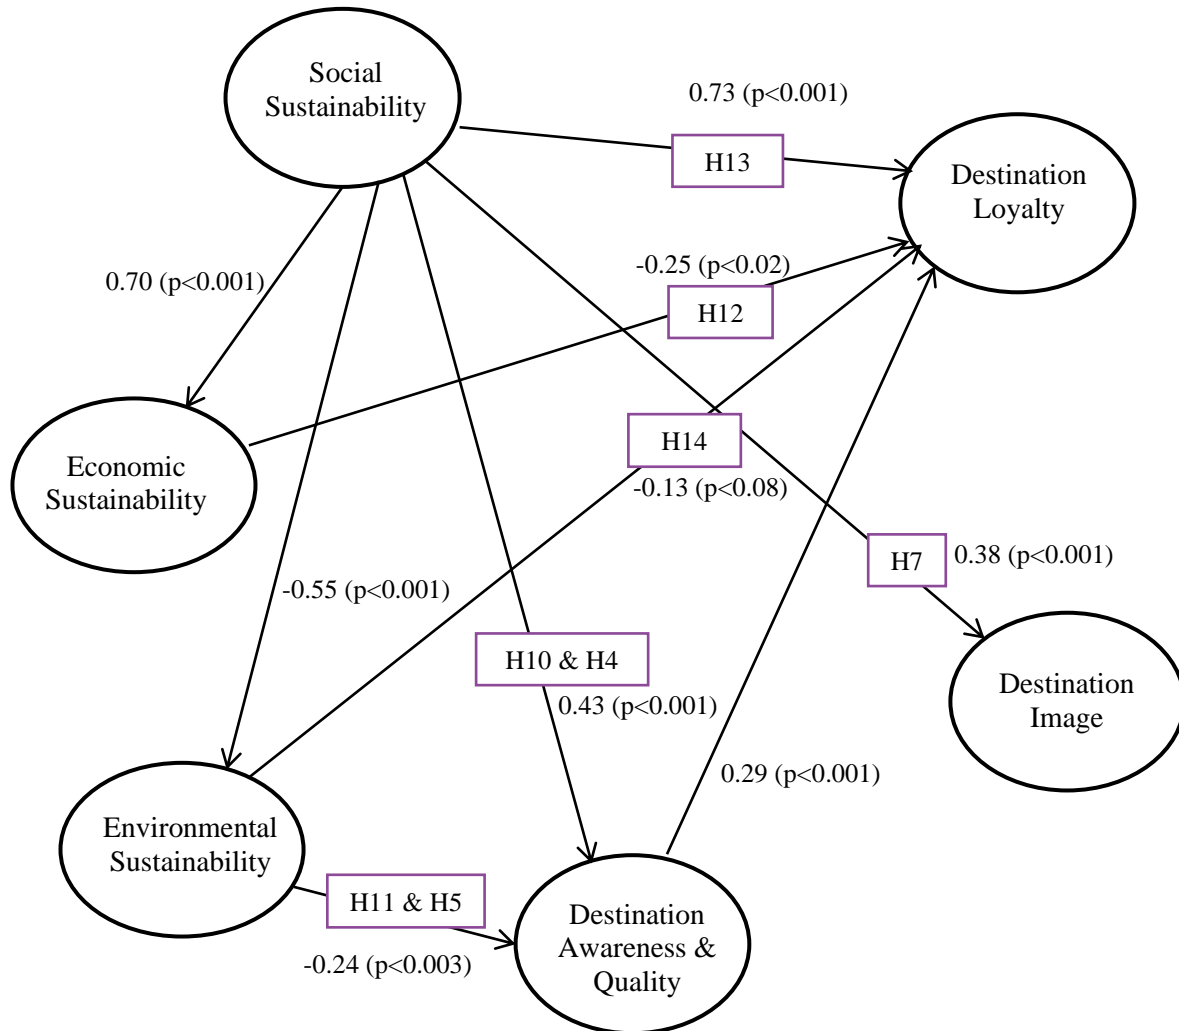 Social
Sustainability
0.73 (p<0.001)
H13
Destination
Loyalty
0.70 (p<0.001)
-0.25 (p<0.02)
H12
Economic
Sustainability
H14
-0.13 (p<0.08)
H7
0.38 (p<0.001)
-0.55 (p<0.001)
H10 & H4
0.43 (p<0.001)
Destination
Image
0.29 (p<0.001)
Environmental
Sustainability
H11 & H5
-0.24 (p<0.003)
Destination
Awareness &
Quality